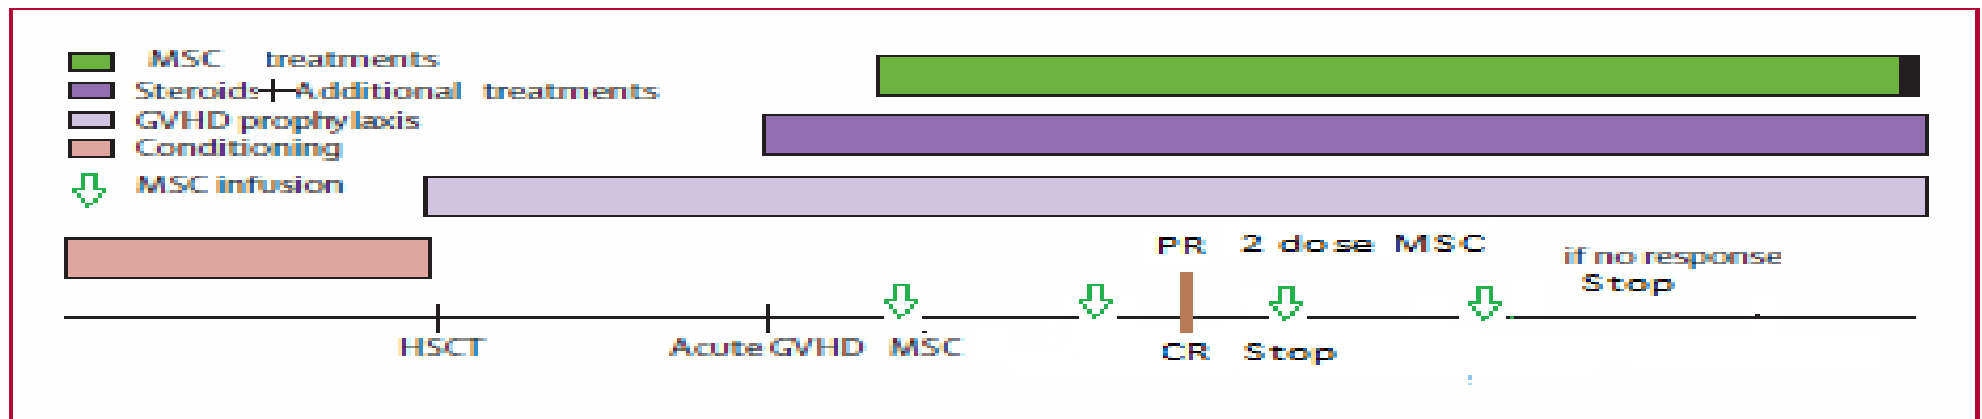 MSC treatments
Steroids+Additional treatments
GVHD prophylaxis
Conditioning
MSC infusion
PR 2 dose MSC
if no response
Stop
HSCT
Acute GVHD
MSC
CR Stop